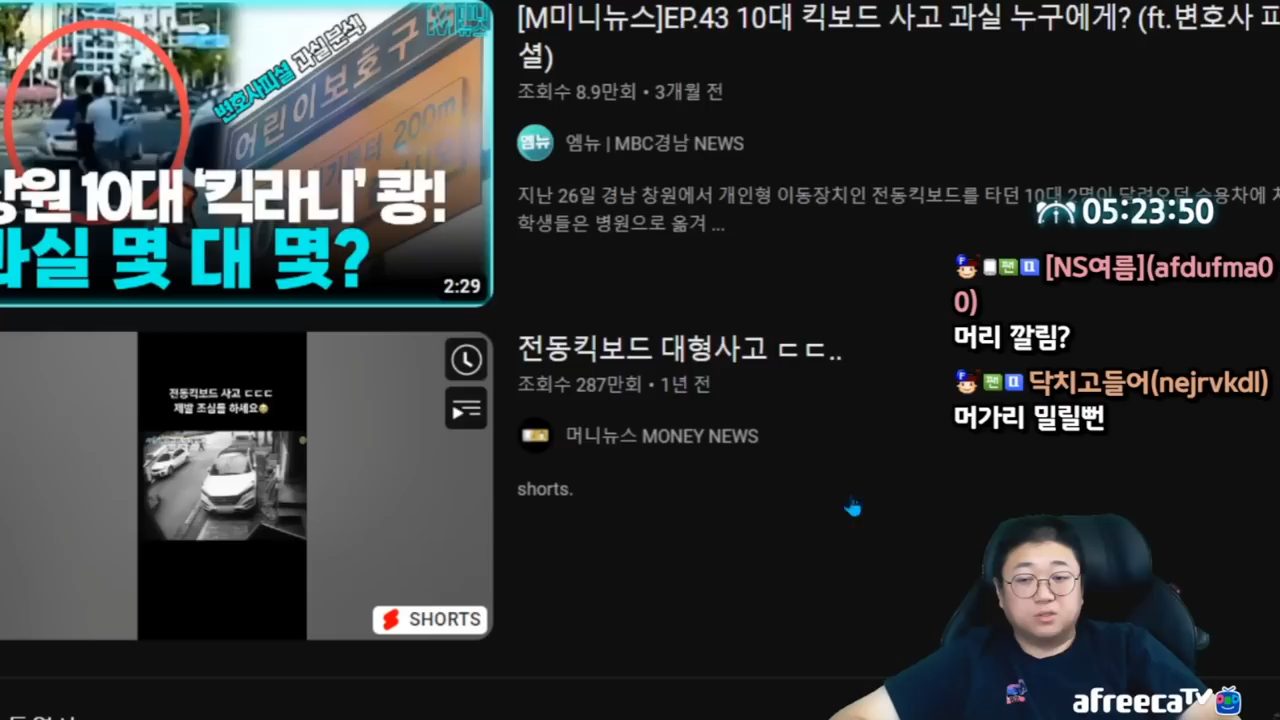 [M미니뉴스]EP.43 10대 킥보드 사고 과실 누구에게? (ft.변호사 피
셜)
조회수 8.9만회 • 3개월 전
엠뉴
엠뉴 | MBC경남 NEWS
지난 26일 경남 창원에서 개인형 이동장치인 전동킥보드를 타던 10대 2명이 달려오던 승용차에
학생들은 병원으로 옮겨 ...
변호사피셜 과실분석!
어린이보호구
200m
창원 10대 '킥라니' 쾅!
과실 몇 대 몇?
2:29
05:23:50
F 팬 [NS여름](afdufma0
0)
머리 깔림?
F 팬 닥치고들어(nejrvkdl)
머가리 밀릴뻔
전동킥보드 대형사고 ㄷㄷ..
조회수 287만회 • 1년 전
머니뉴스 MONEY NEWS
shorts.
전동킥보드 사고 ㄷㄷㄷ
제발 조심들 하세요
SHORTS
afreecaTV